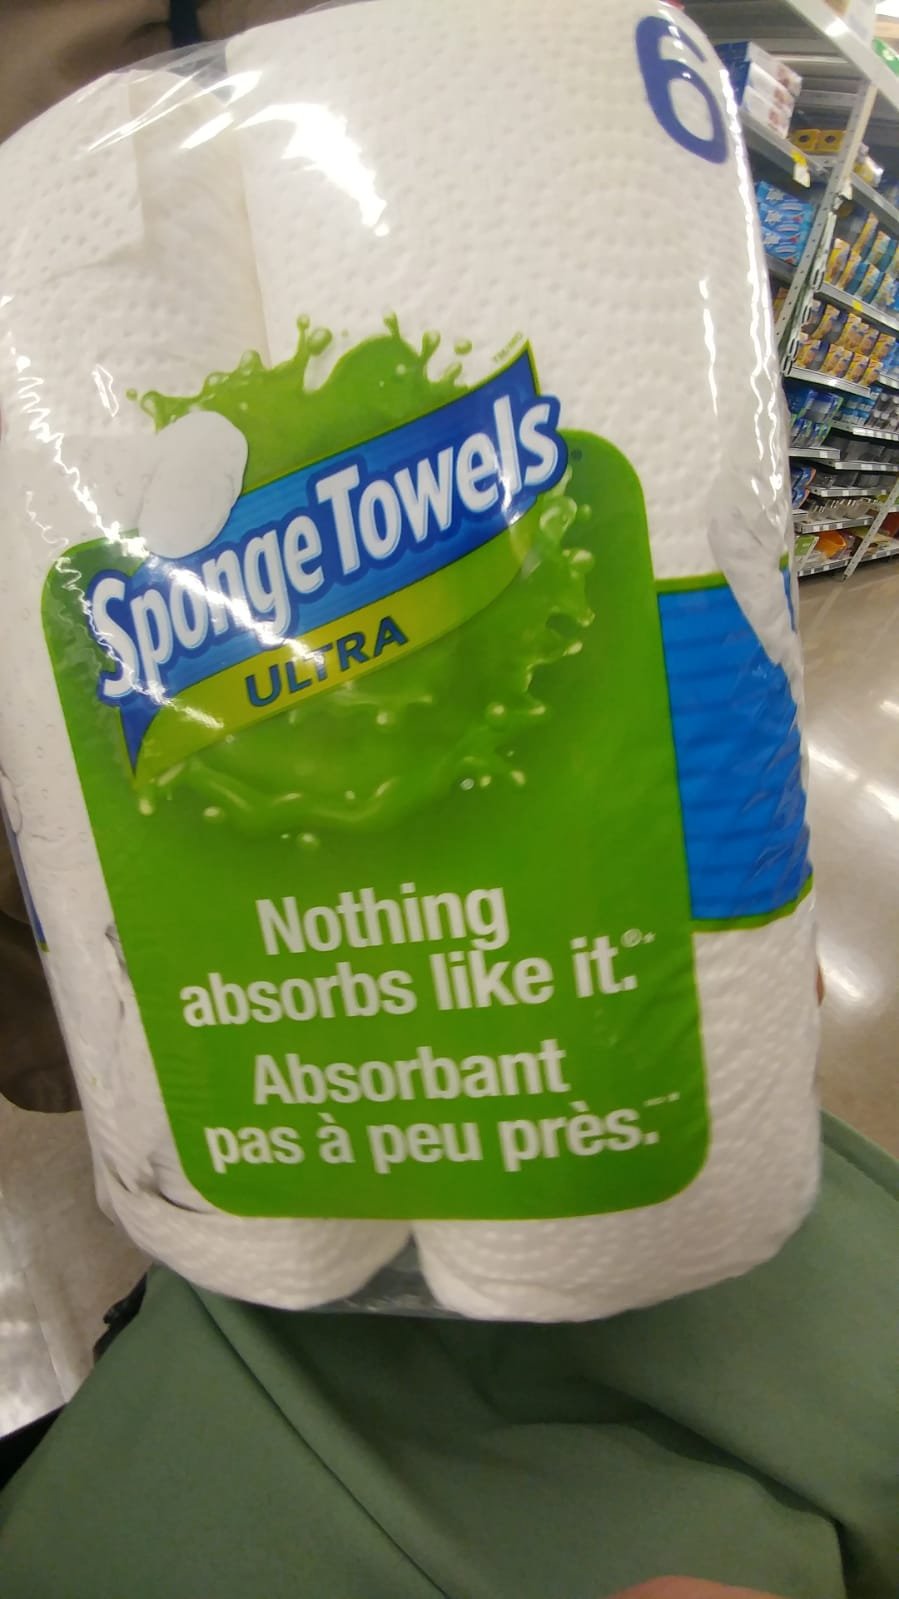 6
SpongeTowels
ULTRA
Nothing
absorbs like it.®*
Absorbant
pas à peu près.